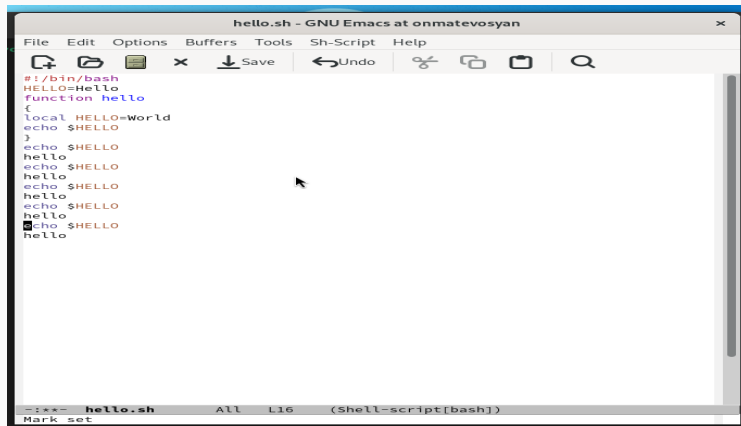 hello.sh - GNU Emacs at onmatevosyan
File Edit Options Buffers Tools Sh-Script Help
Save Undo
#!/bin/bash
HELLO=Hello
function hello
{
local HELLO=World
echo $HELLO
}
echo $HELLO
hello
echo $HELLO
hello
echo $HELLO
hello
echo $HELLO
hello
echo $HELLO
hello
-:**- hello.sh All L16 (Shell-script[bash])
Mark set